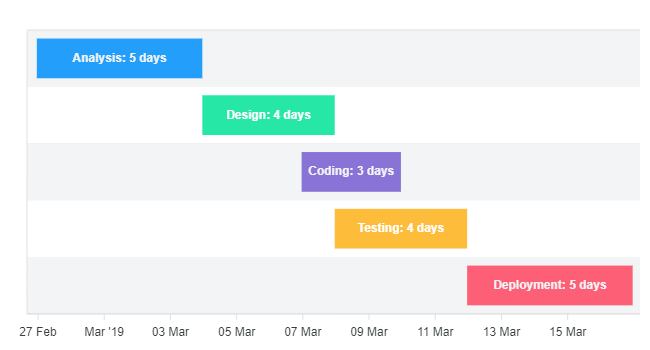 Analysis: 5 days
Design: 4 days
Coding: 3 days
Testing: 4 days
Deployment: 5 days
27 Feb Mar '19 03 Mar 05 Mar 07 Mar 09 Mar 11 Mar 13 Mar 15 Mar